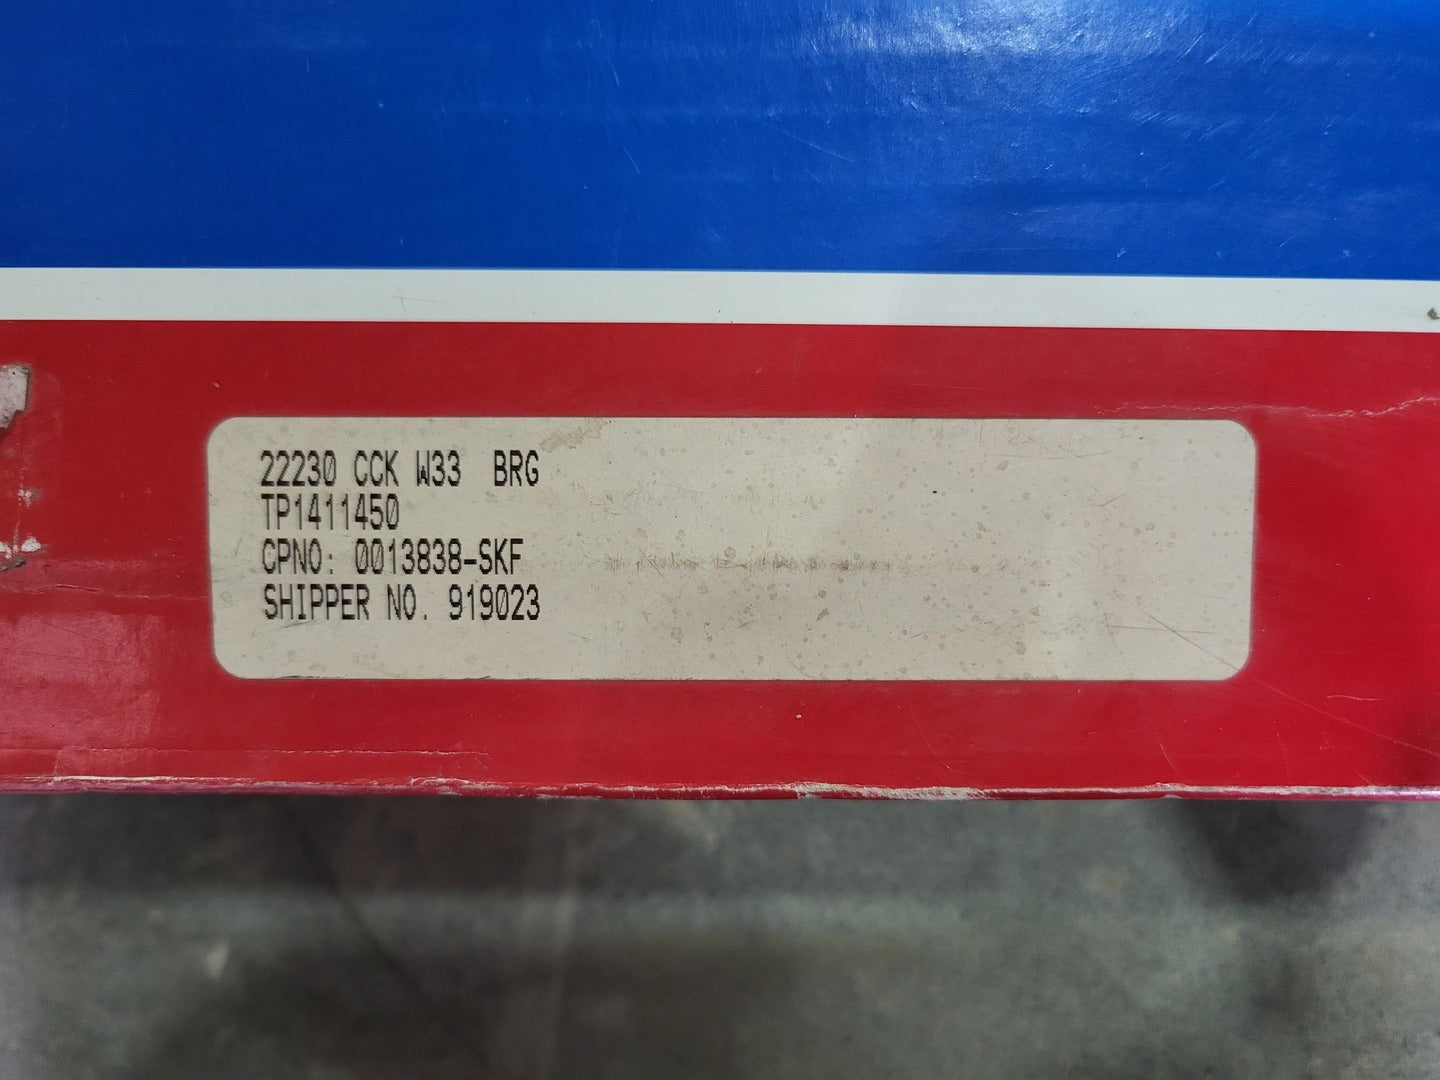 22230 CCK W33 BRG
TP1411450
CPNO: 0013838-SKF
SHIPPER NO. 919023